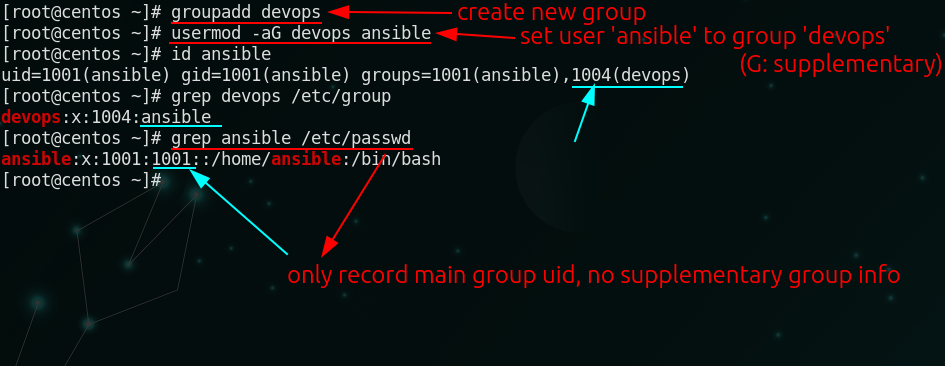 [root@centos ~]# groupadd devops create new group
[root@centos ~]# usermod -aG devops ansible set user 'ansible' to group 'devops'
[root@centos ~]# id ansible (G: supplementary)
uid=1001(ansible) gid=1001(ansible) groups=1001(ansible),1004(devops)
[root@centos ~]# grep devops /etc/group
devops:x:1004:ansible
[root@centos ~]# grep ansible /etc/passwd
ansible:x:1001:1001::/home/ansible:/bin/bash
[root@centos ~]#
only record main group uid, no supplementary group info